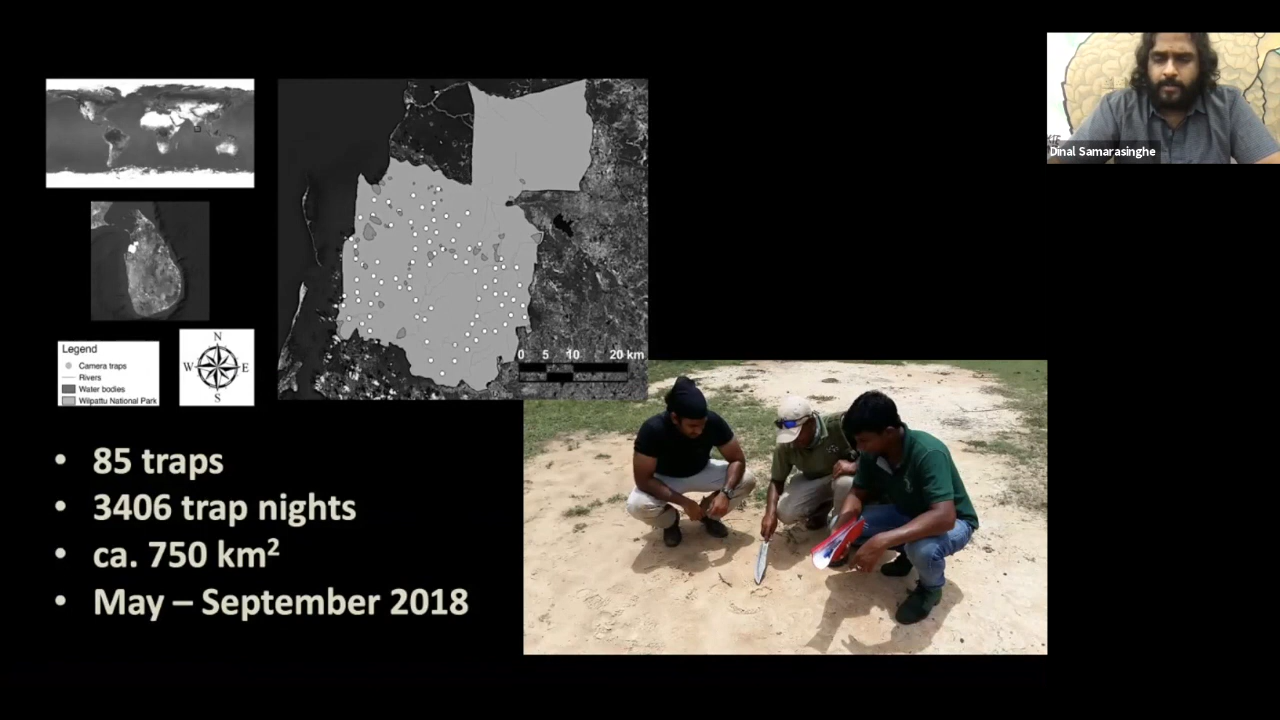 Dinal Samarasinghe
0 5 10 20 km
N
W E
S
Legend
Camera traps
Rivers
Water bodies
Wilpattu National Park
• 85 traps
• 3406 trap nights
• ca. 750 km²
• May – September 2018